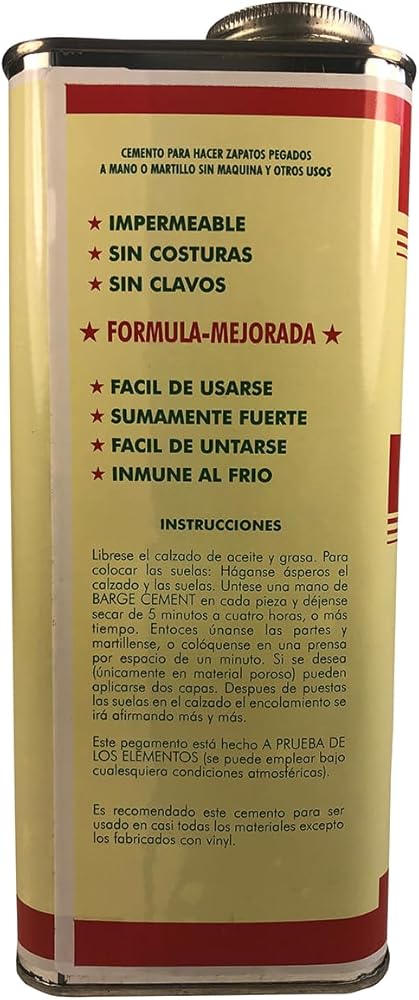 CEMENTO PARA HACER ZAPATOS PEGADOS
A MANO O MARTILLO SIN MAQUINA Y OTROS USOS
★ IMPERMEABLE
★ SIN COSTURAS
★ SIN CLAVOS
★ FORMULA-MEJORADA ★
★ FACIL DE USARSE
★ SUMAMENTE FUERTE
★ FACIL DE UNTARSE
★ INMUNE AL FRIO
INSTRUCCIONES
Librese el calzado de aceite y grasa. Para
colocar las suelas: Háganse ásperos el
calzado y las suelas. Untese una mano de
BARGE CEMENT en cada pieza y déjense
secar de 5 minutos a cuatro horas, o más
tiempo. Entoces únanse las partes y
martillense, o colóquense en una prensa
por espacio de un minuto. Si se desea
(únicamente en material poroso) pueden
aplicarse dos capas. Despues de puestas
las suelas en el calzado el encolamiento se
irá afirmando más y más.
Este pegamento está hecho A PRUEBA DE
LOS ELEMENTOS (se puede emplear bajo
cualesquiera condiciones atmosféricas).
Es recomendado este cemento para ser
usado en casi todas los materiales excepto
los fabricados con vinyl.